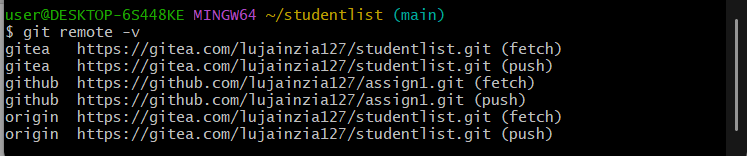 user@DESKTOP-6S448KE MINGW64 ~/studentlist (main)
$ git remote -v
gitea   https://gitea.com/lujainzia127/studentlist.git (fetch)
gitea   https://gitea.com/lujainzia127/studentlist.git (push)
github  https://github.com/lujainzia127/assign1.git (fetch)
github  https://github.com/lujainzia127/assign1.git (push)
origin  https://gitea.com/lujainzia127/studentlist.git (fetch)
origin  https://gitea.com/lujainzia127/studentlist.git (push)